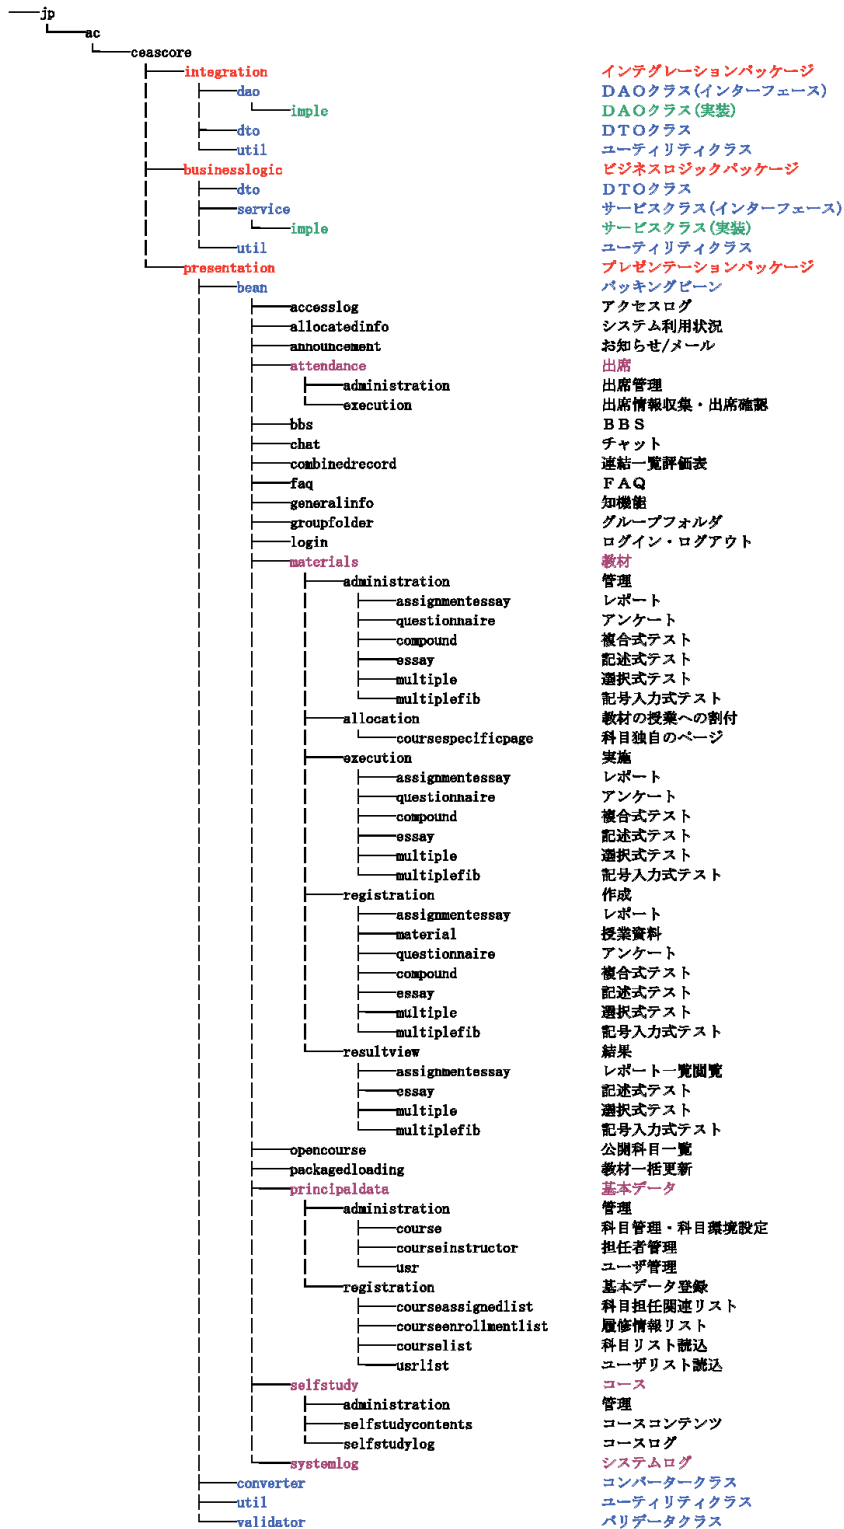 jp
ac
ceascore
integration インテグレーションパッケージ
dao DAOクラス(インターフェース)
imple DAOクラス(実装)
dto DTOクラス
util ユーティリティクラス
businesslogic ビジネスロジックパッケージ
dto DTOクラス
service サービスクラス(インターフェース)
imple サービスクラス(実装)
util ユーティリティクラス
presentation プレゼンテーションパッケージ
bean バッキングビーン
accesslog アクセスログ
allocatedinfo システム利用状況
announcement お知らせ/メール
attendance 出席
administration 出席管理
execution 出席情報収集・出席確認
bbs BBS
chat チャット
combinedrecord 連結一覧評価表
faq FAQ
generalinfo 知機能
groupfolder グループフォルダ
login ログイン・ログアウト
materials 教材
administration 管理
assignmentessay レポート
questionnaire アンケート
compound 複合式テスト
essay 記述式テスト
multiple 選択式テスト
multiplefib 記号入力式テスト
allocation 教材の授業への割付
coursespecificpage 科目独自のページ
execution 実施
assignmentessay レポート
questionnaire アンケート
compound 複合式テスト
essay 記述式テスト
multiple 選択式テスト
multiplefib 記号入力式テスト
registration 作成
assignmentessay レポート
material 授業資料
questionnaire アンケート
compound 複合式テスト
essay 記述式テスト
multiple 選択式テスト
multiplefib 記号入力式テスト
resultview 結果
assignmentessay レポート一覧閲覧
essay 記述式テスト
multiple 選択式テスト
multiplefib 記号入力式テスト
opencourse 公開科目一覧
packagedloading 教材一括更新
principaldata 基本データ
administration 管理
course 科目管理・科目環境設定
courseinstructor 担任者管理
usr ユーザ管理
registration 基本データ登録
courseassignedlist 科目担任関連リスト
courseenrollmentlist 履修情報リスト
courselist 科目リスト読込
usrlist ユーザリスト読込
selfstudy コース
administration 管理
selfstudycontents コースコンテンツ
selfstudylog コースログ
systemlog システムログ
converter コンバータークラス
util ユーティリティクラス
validator バリデータクラス